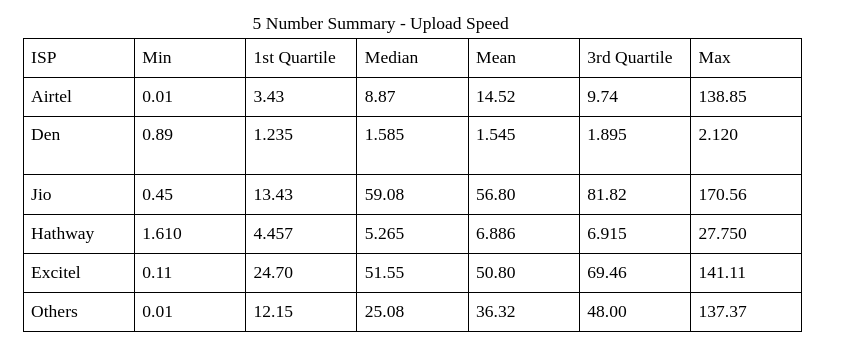 5 Number Summary - Upload Speed
ISP Min 1st Quartile Median Mean 3rd Quartile Max
Airtel 0.01 3.43 8.87 14.52 9.74 138.85
Den 0.89 1.235 1.585 1.545 1.895 2.120
Jio 0.45 13.43 59.08 56.80 81.82 170.56
Hathway 1.610 4.457 5.265 6.886 6.915 27.750
Excitel 0.11 24.70 51.55 50.80 69.46 141.11
Others 0.01 12.15 25.08 36.32 48.00 137.37